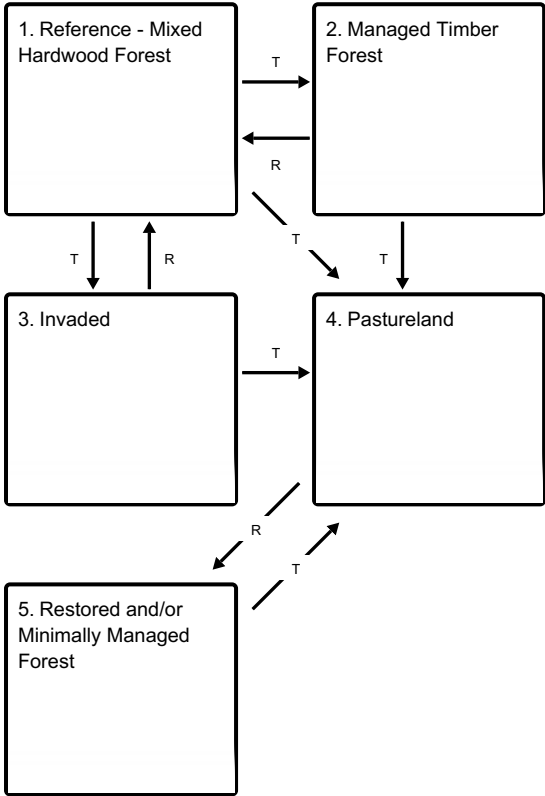 1. Reference - Mixed
Hardwood Forest
2. Managed Timber
Forest
T
R
T
T
R
T
3. Invaded
4. Pastureland
T
R
T
5. Restored and/or
Minimally Managed
Forest